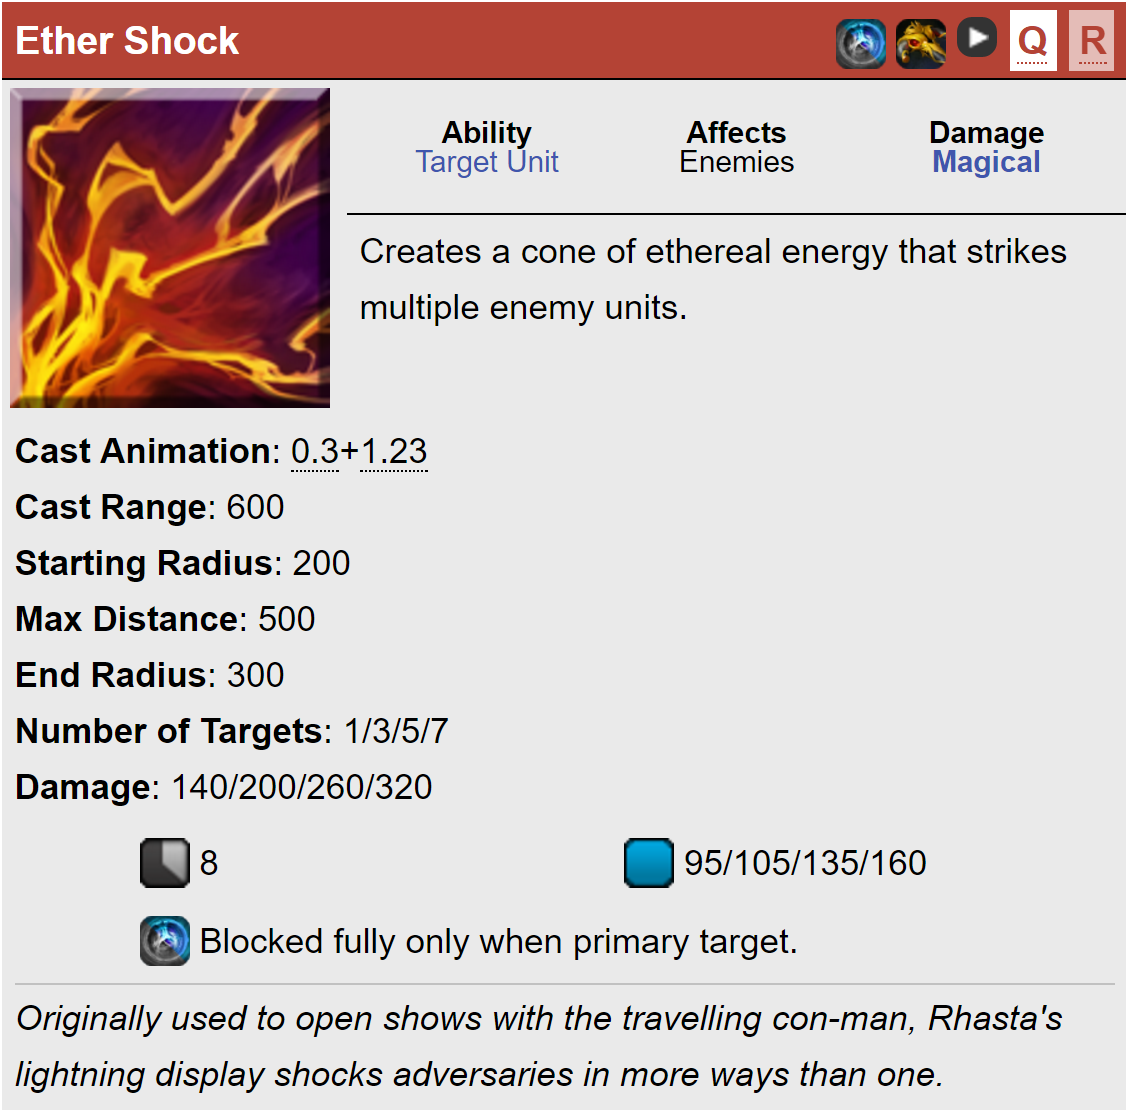 Ether Shock
Q R
Ability Affects Damage
Target Unit Enemies Magical
Creates a cone of ethereal energy that strikes
multiple enemy units.
Cast Animation: 0.3+1.23
Cast Range: 600
Starting Radius: 200
Max Distance: 500
End Radius: 300
Number of Targets: 1/3/5/7
Damage: 140/200/260/320
8 95/105/135/160
Blocked fully only when primary target.
Originally used to open shows with the travelling con-man, Rhasta's
lightning display shocks adversaries in more ways than one.